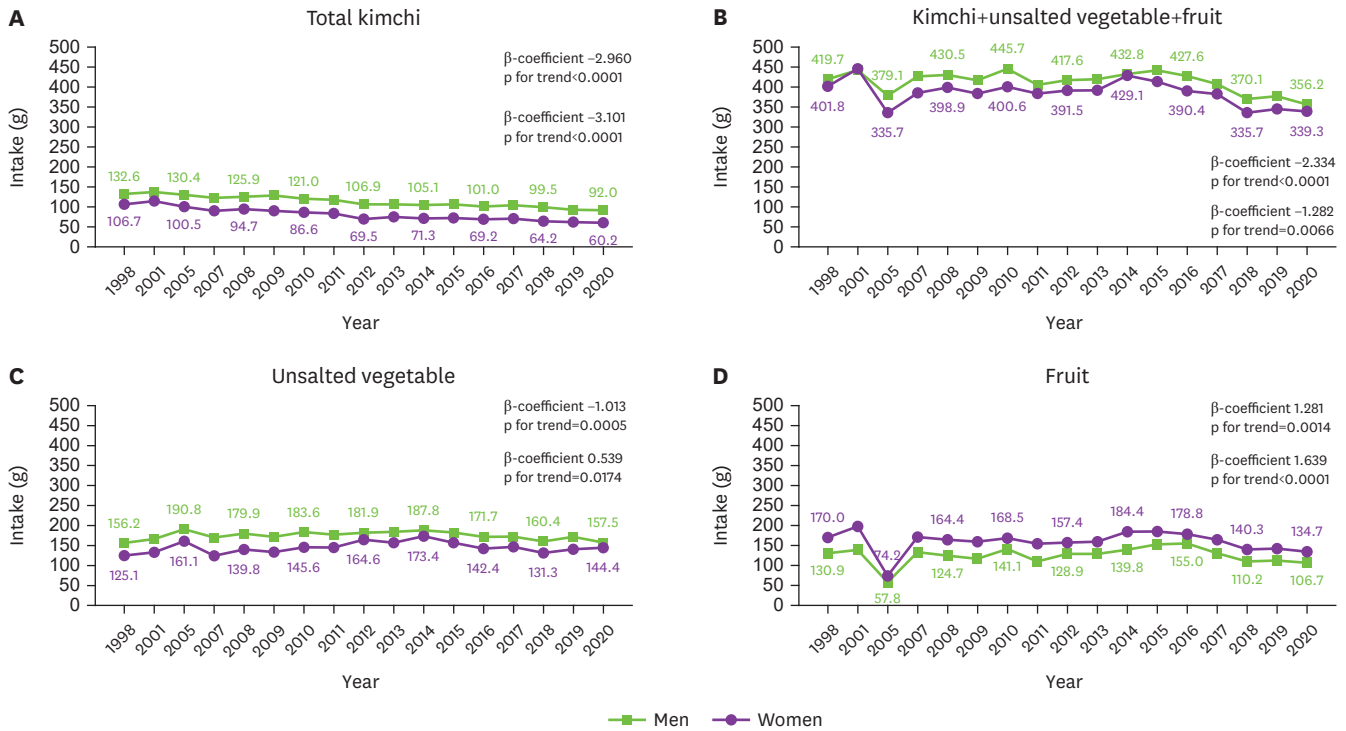 A
Total kimchi
500
450
400
350
300
250
200
150
100
50
0
Intake (g)
β-coefficient –2.960
p for trend<0.0001
β-coefficient –3.101
p for trend<0.0001
132.6 130.4 125.9 121.0 106.9 105.1 101.0 99.5 92.0
106.7 100.5 94.7 86.6 69.5 71.3 69.2 64.2 60.2
1998 2001 2005 2007 2008 2009 2010 2011 2012 2013 2014 2015 2016 2017 2018 2019 2020
Year
B
Kimchi+unsalted vegetable+fruit
500
450
400
350
300
250
200
150
100
50
0
Intake (g)
419.7 379.1 430.5 445.7 417.6 432.8 427.6 370.1 356.2
401.8 335.7 398.9 400.6 391.5 429.1 390.4 335.7 339.3
β-coefficient –2.334
p for trend<0.0001
β-coefficient –1.282
p for trend=0.0066
1998 2001 2005 2007 2008 2009 2010 2011 2012 2013 2014 2015 2016 2017 2018 2019 2020
Year
C
Unsalted vegetable
500
450
400
350
300
250
200
150
100
50
0
Intake (g)
β-coefficient –1.013
p for trend=0.0005
β-coefficient 0.539
p for trend=0.0174
156.2 190.8 179.9 183.6 181.9 187.8 171.7 160.4 157.5
125.1 161.1 139.8 145.6 164.6 173.4 142.4 131.3 144.4
1998 2001 2005 2007 2008 2009 2010 2011 2012 2013 2014 2015 2016 2017 2018 2019 2020
Year
D
Fruit
500
450
400
350
300
250
200
150
100
50
0
Intake (g)
β-coefficient 1.281
p for trend=0.0014
β-coefficient 1.639
p for trend<0.0001
170.0 74.2 164.4 168.5 157.4 184.4 178.8 140.3 134.7
130.9 57.8 124.7 141.1 128.9 139.8 155.0 110.2 106.7
1998 2001 2005 2007 2008 2009 2010 2011 2012 2013 2014 2015 2016 2017 2018 2019 2020
Year
Men Women